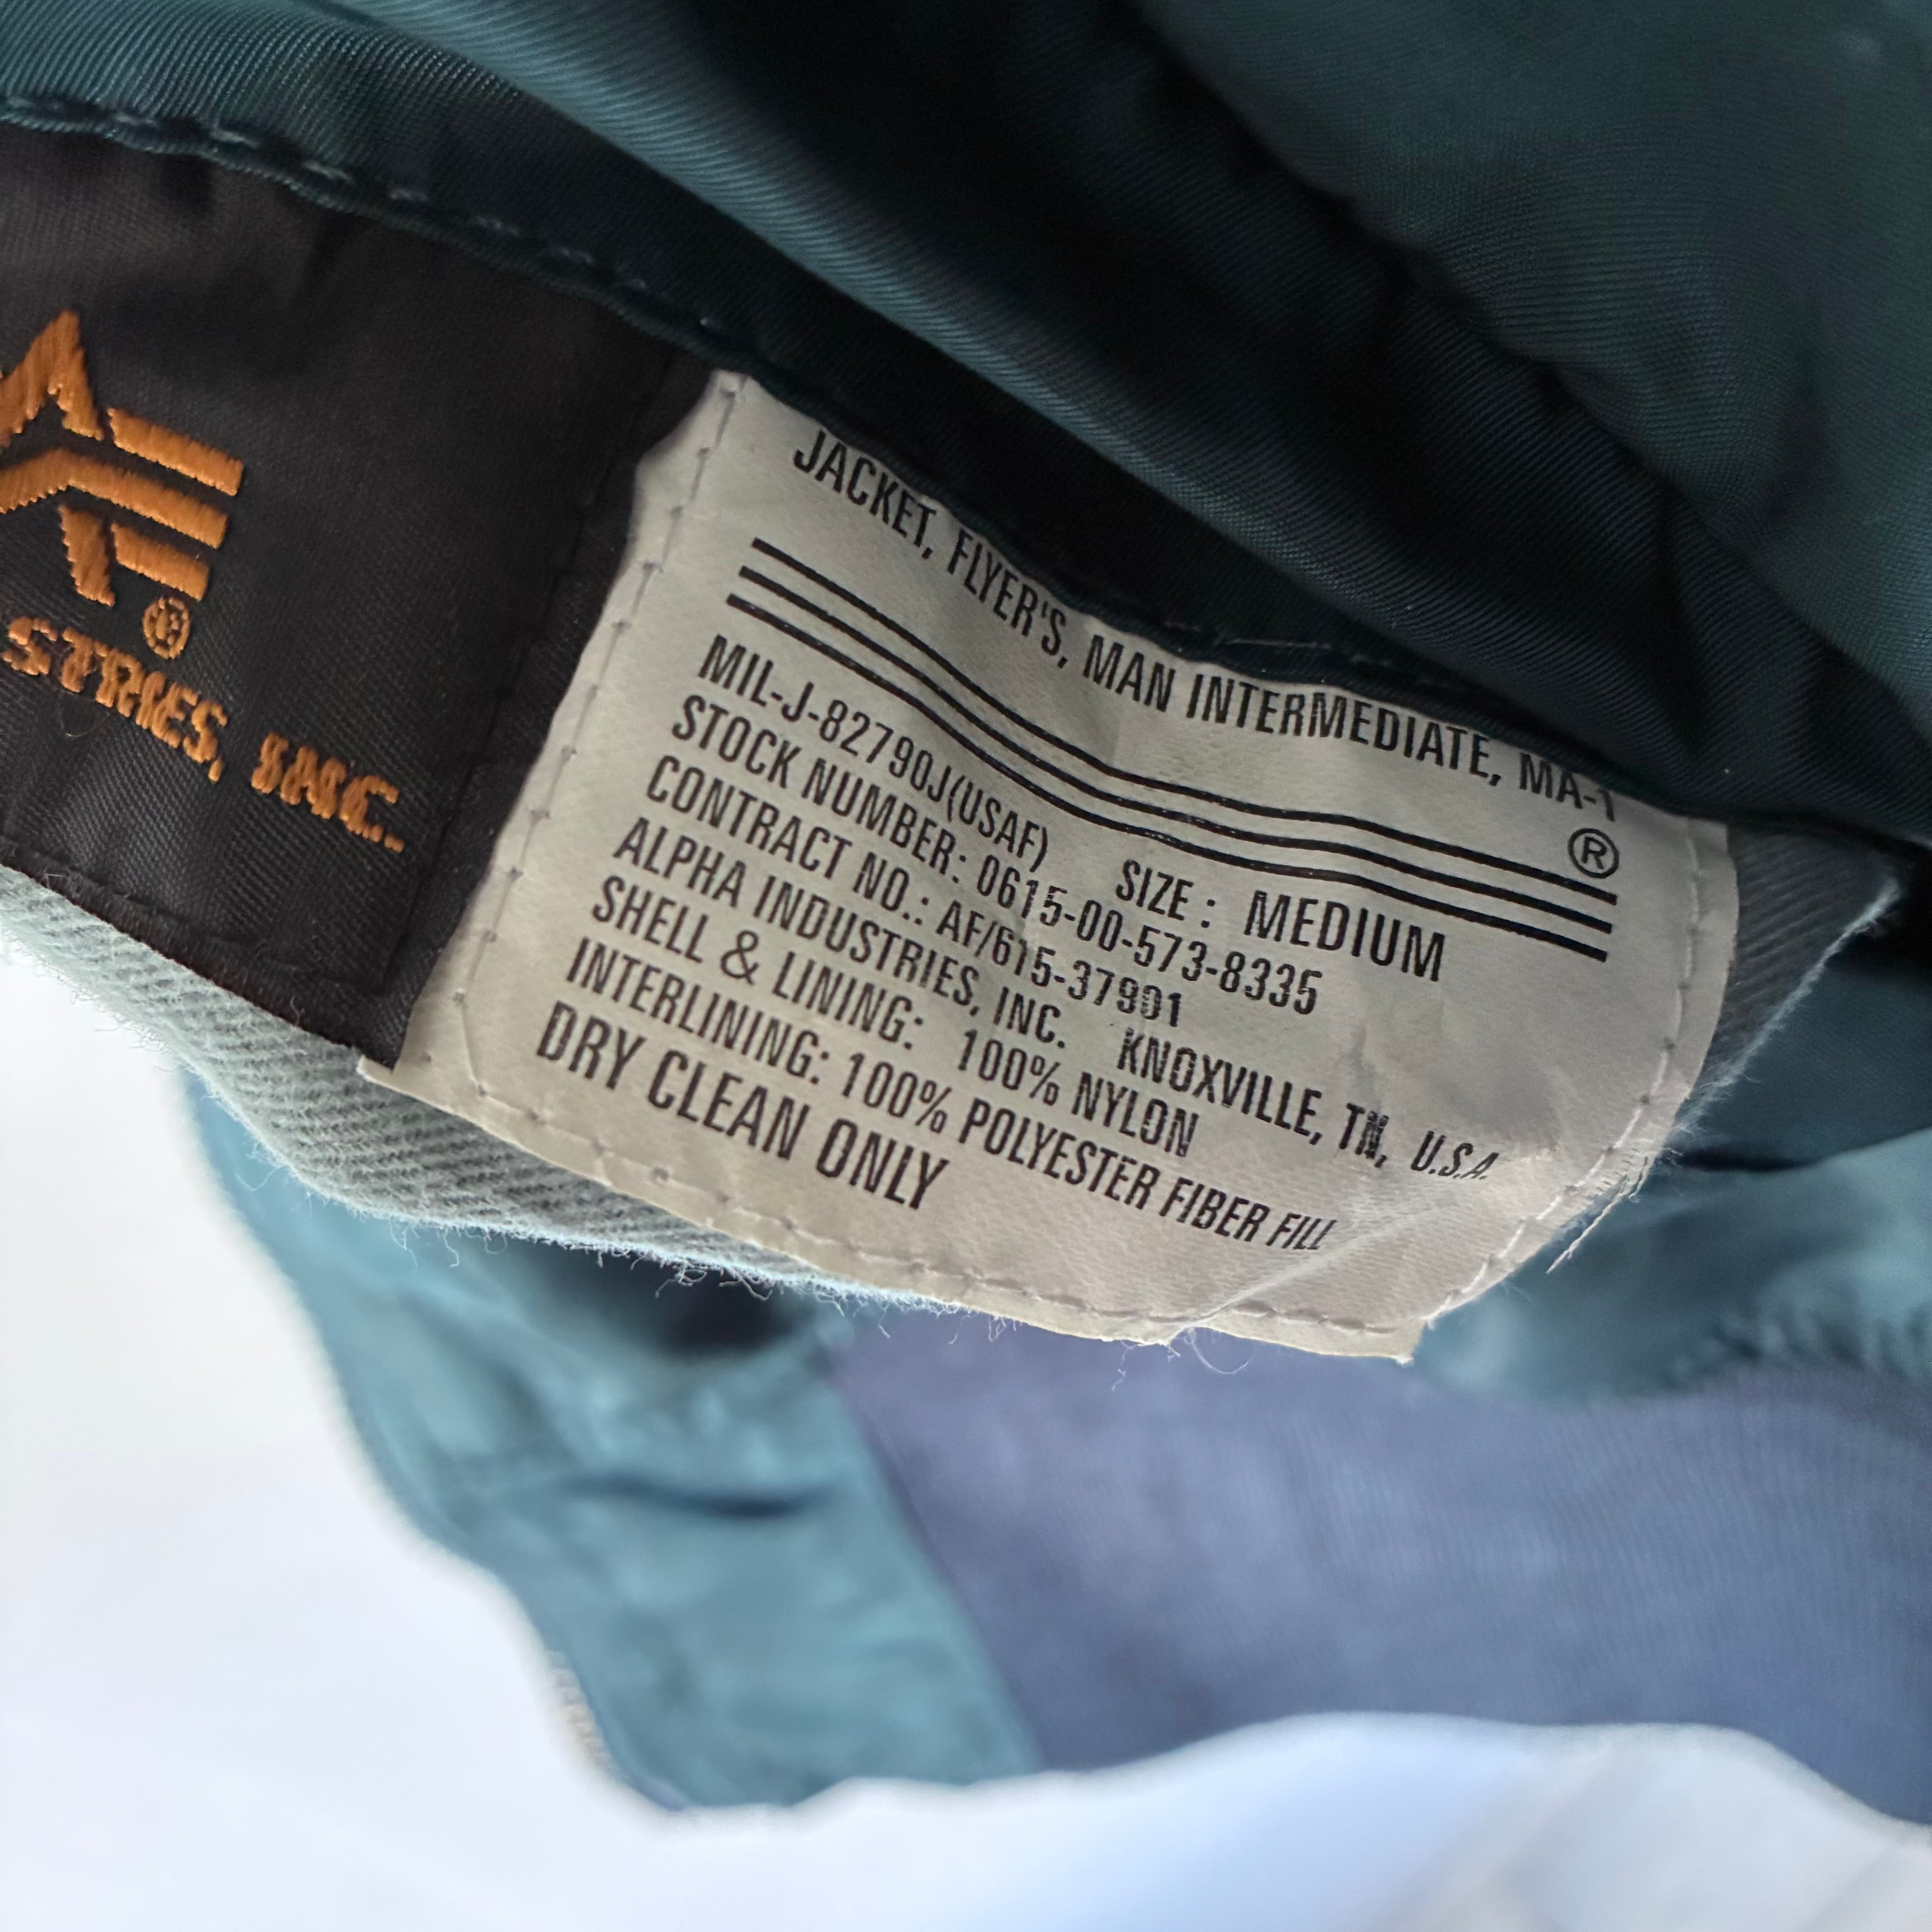 SERIES, INC.
JACKET, FLYER'S, MAN INTERMEDIATE, MA-1
®
MIL-J-82790J(USAF) SIZE: MEDIUM
STOCK NUMBER: 0615-00-573-8335
CONTRACT NO.: AF/615-37901
ALPHA INDUSTRIES, INC. KNOXVILLE, TN, U.S.A.
SHELL & LINING: 100% NYLON
INTERLINING: 100% POLYESTER FIBER FILL
DRY CLEAN ONLY